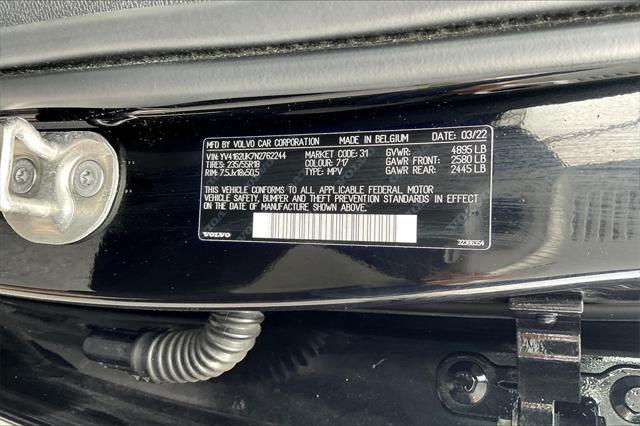 MFD BY VOLVO CAR CORPORATION MADE IN BELGIUM DATE: 03/22
VIN: YV4162UK7N2762244 MARKET CODE: 31 GVWR: 4895 LB
TIRES: 235/55R18 COLOUR: 717 GAWR FRONT: 2580 LB
RIM: 7,5Jx18x50,5 TYPE: MPV GAWR REAR: 2445 LB
THIS VEHICLE CONFORMS TO ALL APPLICABLE FEDERAL MOTOR
VEHICLE SAFETY, BUMPER AND THEFT PREVENTION STANDARDS IN EFFECT
ON THE DATE OF MANUFACTURE SHOWN ABOVE.
VOLVO 32366354